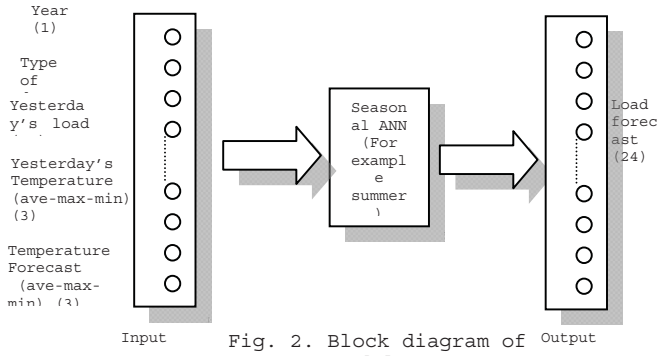 Year
(1)
Type
of
Yesterda
y's load
Yesterday's
Temperature
(ave-max-min)
(3)
Temperature
Forecast
(ave-max-
min) (3)
Input
Season
al ANN
(For
exampl
e
summer
)
Load
forec
ast
(24)
Output
Fig. 2. Block diagram of